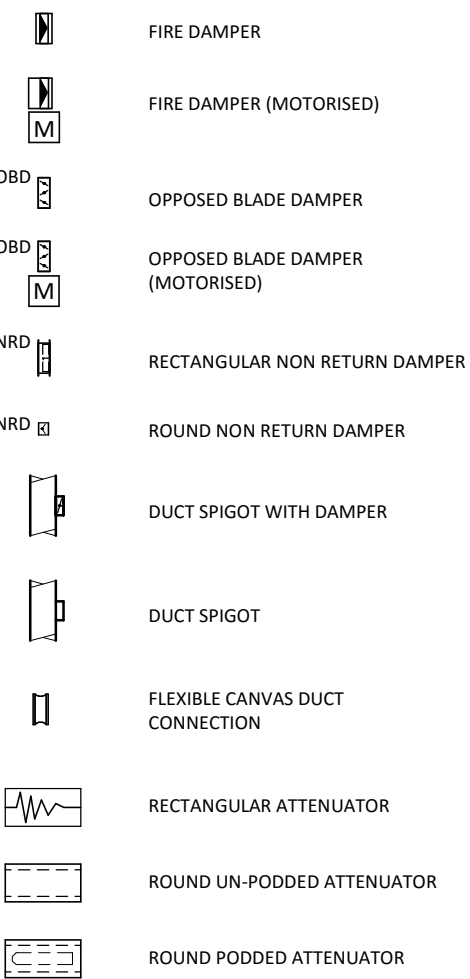 FIRE DAMPER
FIRE DAMPER (MOTORISED)
M
OBD
OPPOSED BLADE DAMPER
OBD
OPPOSED BLADE DAMPER
(MOTORISED)
M
NRD
RECTANGULAR NON RETURN DAMPER
NRD
ROUND NON RETURN DAMPER
DUCT SPIGOT WITH DAMPER
DUCT SPIGOT
FLEXIBLE CANVAS DUCT
CONNECTION
RECTANGULAR ATTENUATOR
ROUND UN-PODDED ATTENUATOR
ROUND PODDED ATTENUATOR